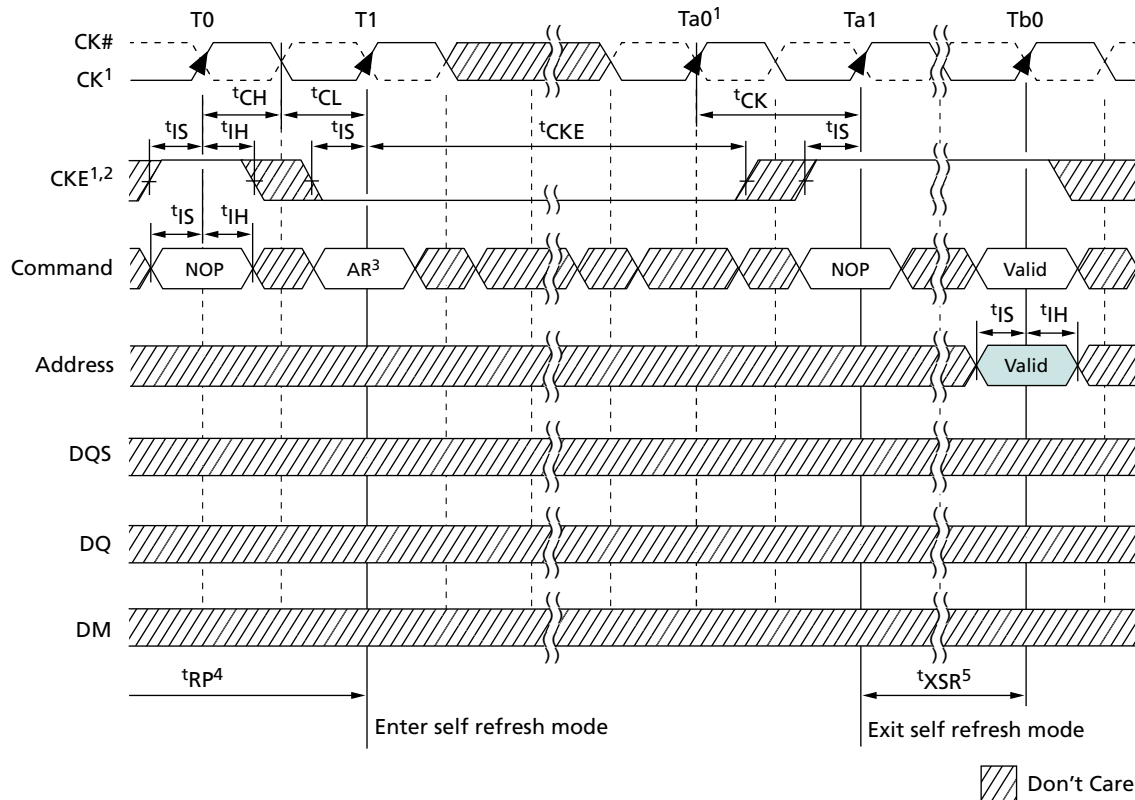 T0 T1 Ta0¹ Ta1 Tb0
CK#
CK¹
ᵗCH ᵗCL ᵗCK
ᵗIS ᵗIH ᵗIS ᵗCKE ᵗIS
CKE¹,²
ᵗIS ᵗIH
Command NOP AR³ NOP Valid
ᵗIS ᵗIH
Address Valid
DQS
DQ
DM
ᵗRP⁴ ᵗXSR⁵
Enter self refresh mode Exit self refresh mode
Don't Care